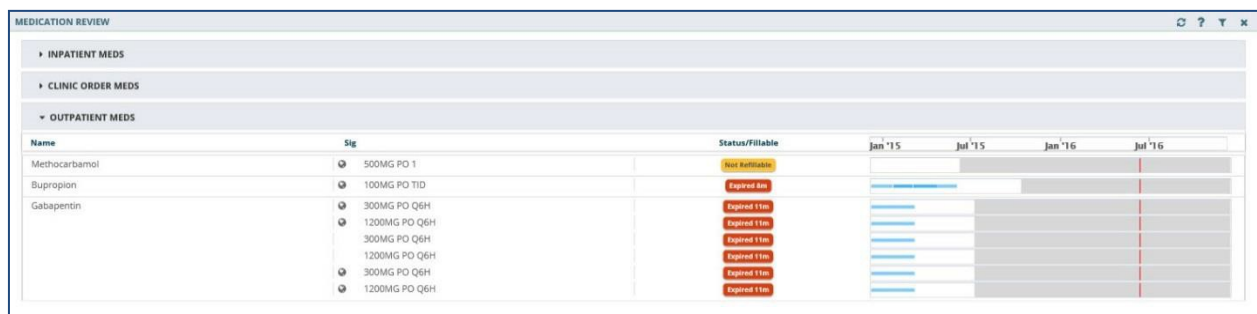 MEDICATION REVIEW ?
INPATIENT MEDS
CLINIC ORDER MEDS
OUTPATIENT MEDS
Name Sig Status/Fillable Jan '15 Jul '15 Jan '16 Jul '16
Methocarbamol 500MG PO 1 Not Refillable
Bupropion 100MG PO TID Expired 8m
Gabapentin 300MG PO Q6H Expired 11m
1200MG PO Q6H Expired 11m
300MG PO Q6H Expired 11m
1200MG PO Q6H Expired 11m
300MG PO Q6H Expired 11m
1200MG PO Q6H Expired 11m